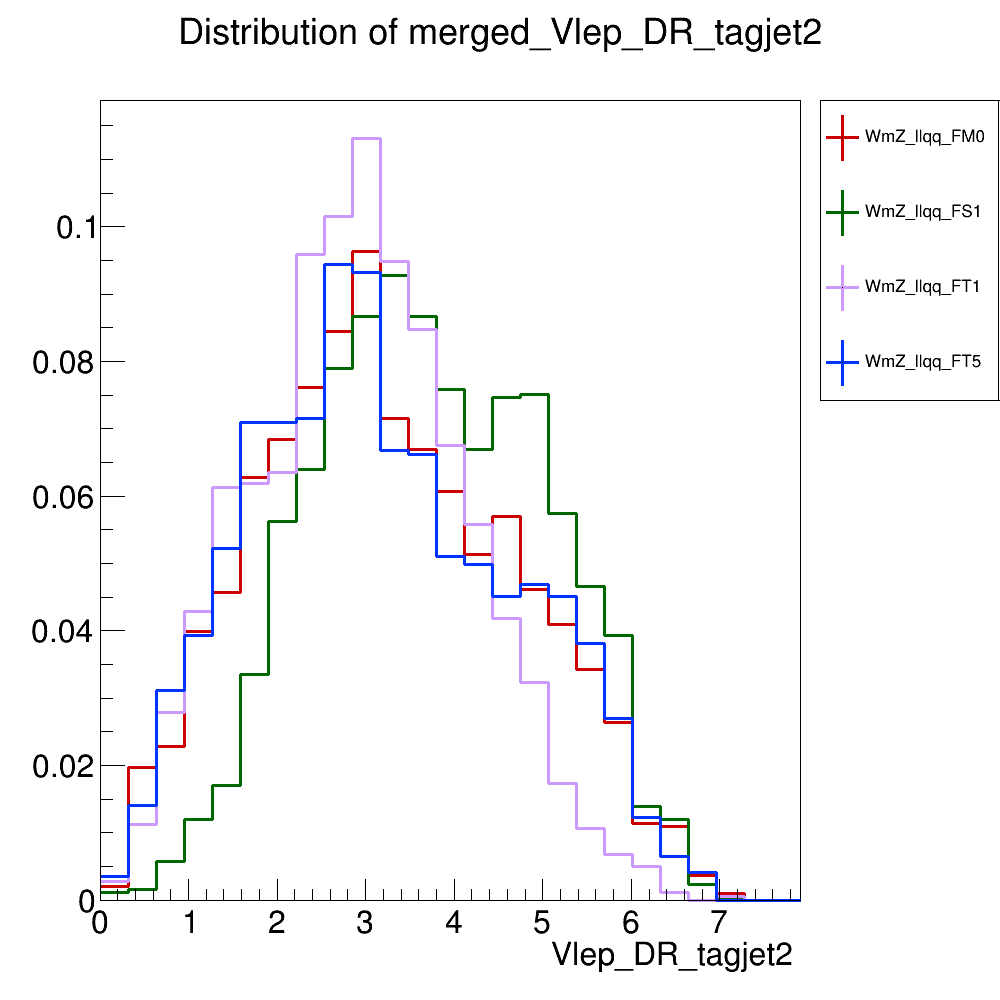 Distribution of merged_Vlep_DR_tagjet2
WmZ_llqq_FM0
WmZ_llqq_FS1
WmZ_llqq_FT1
WmZ_llqq_FT5
0.1
0.08
0.06
0.04
0.02
0
0 1 2 3 4 5 6 7
Vlep_DR_tagjet2